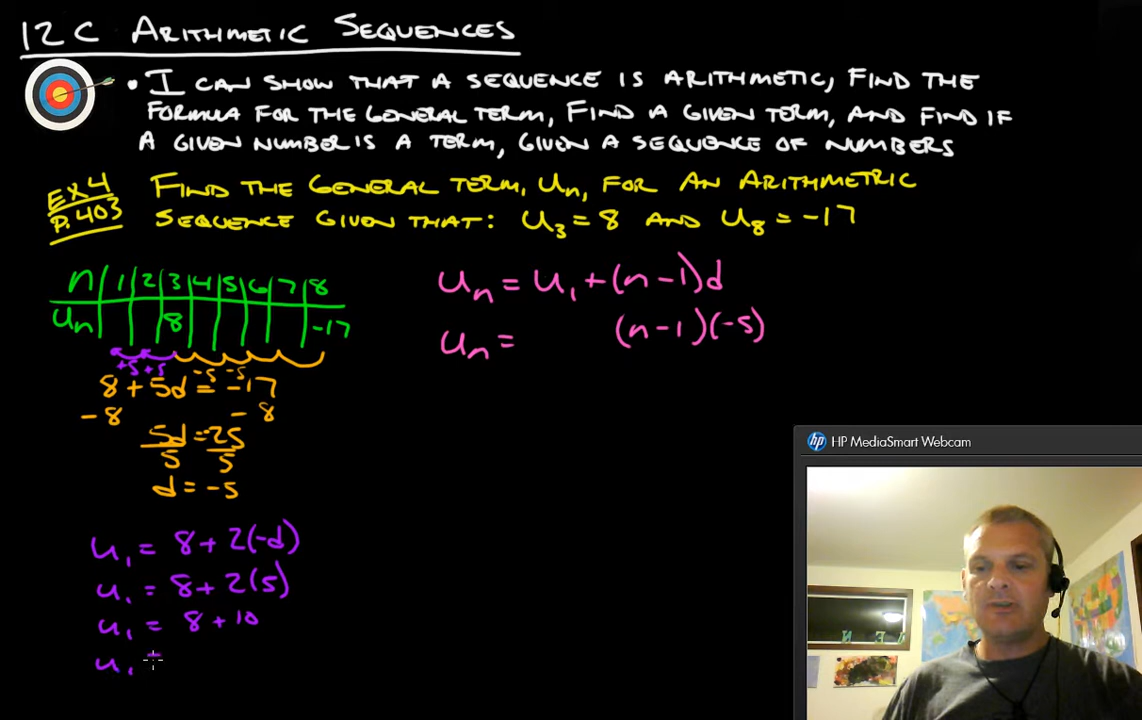 12C ARITHMETIC SEQUENCES
• I CAN SHOW THAT A SEQUENCE IS ARITHMETIC, FIND THE
FORMULA FOR THE GENERAL TERM, FIND A GIVEN TERM, AND FIND IF
A GIVEN NUMBER IS A TERM, GIVEN A SEQUENCE OF NUMBERS
EX4
P.403
FIND THE GENERAL TERM, Un, FOR AN ARITHMETRIC
SEQUENCE GIVEN THAT: U3 = 8 AND U8 = -17
n 1 2 3 4 5 6 7 8
Un 8 -17
+5 +5 -5 -5
8 + 5d = -17
-8 -8
5d = -25
5 5
d = -5
un = u1 + (n-1)d
un = (n-1)(-5)
u1 = 8 + 2(-d)
u1 = 8 + 2(5)
u1 = 8 + 10
u1 =
hp HP MediaSmart Webcam